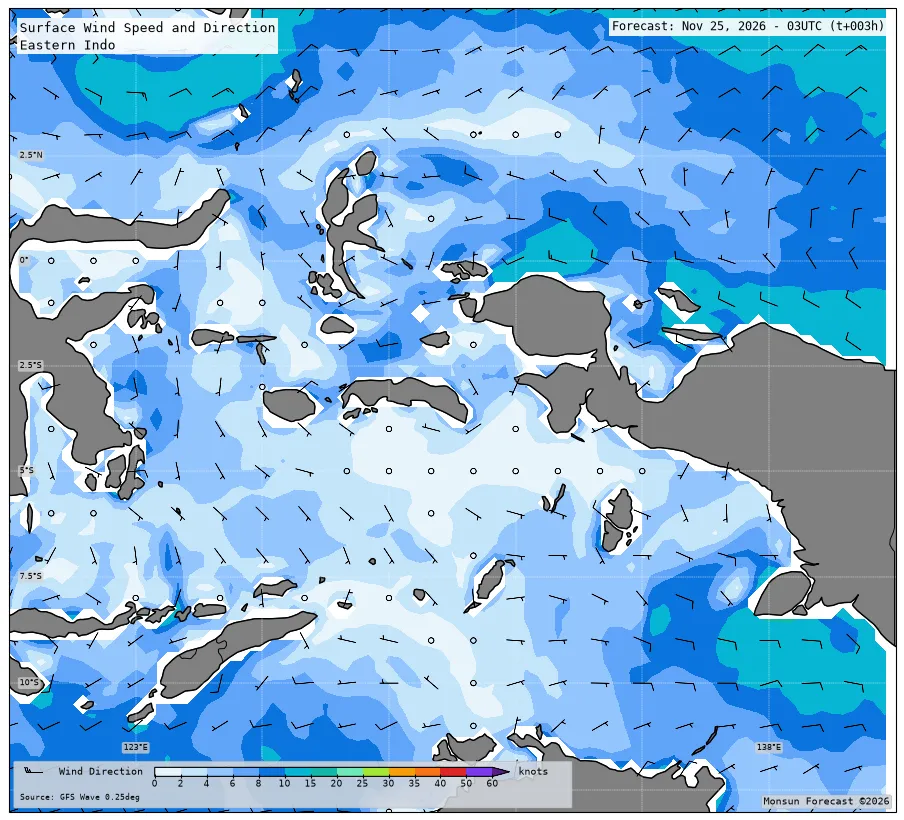 Surface Wind Speed and Direction
Eastern Indo
Forecast: Nov 25, 2026 - 03UTC (t+003h)
2.5°N
0°
2.5°S
5°S
7.5°S
10°S
123°E
138°E
Wind Direction
knots
0 2 4 6 8 10 15 20 25 30 35 40 50 60
Source: GFS Wave 0.25deg
Monsun Forecast ©2026